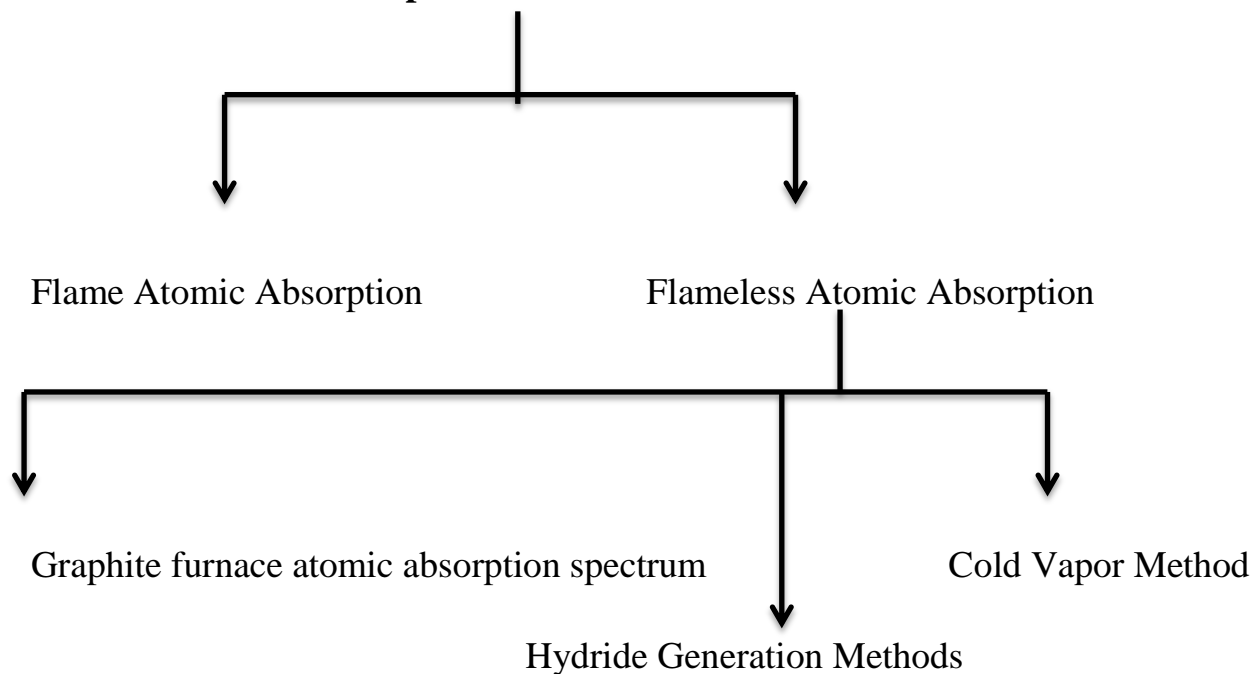 Flame Atomic Absorption
Flameless Atomic Absorption
Graphite furnace atomic absorption spectrum
Cold Vapor Method
Hydride Generation Methods